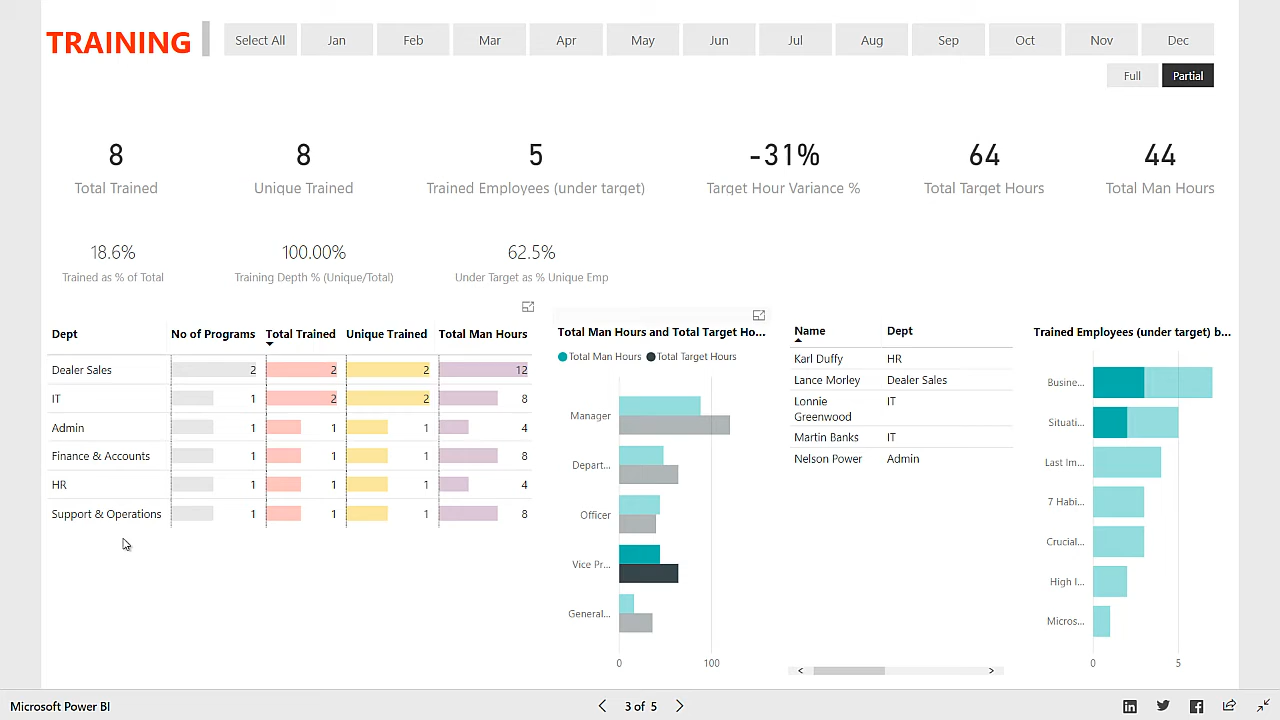 TRAINING
Select All Jan Feb Mar Apr May Jun Jul Aug Sep Oct Nov Dec
Full Partial
8 8 5 -31% 64 44
Total Trained Unique Trained Trained Employees (under target) Target Hour Variance % Total Target Hours Total Man Hours
18.6% 100.00% 62.5%
Trained as % of Total Training Depth % (Unique/Total) Under Target as % Unique Emp
Dept No of Programs Total Trained Unique Trained Total Man Hours
Dealer Sales 2 2 2 12
IT 1 2 2 8
Admin 1 1 1 4
Finance & Accounts 1 1 1 8
HR 1 1 1 4
Support & Operations 1 1 1 8
Total Man Hours and Total Target Ho...
Total Man Hours Total Target Hours
Manager
Depart...
Officer
Vice Pr...
General...
0 100
Name Dept
Karl Duffy HR
Lance Morley Dealer Sales
Lonnie Greenwood IT
Martin Banks IT
Nelson Power Admin
Trained Employees (under target) b...
Busine...
Situati...
Last Im...
7 Habi...
Crucial...
High I...
Micros...
0 5
Microsoft Power BI
3 of 5